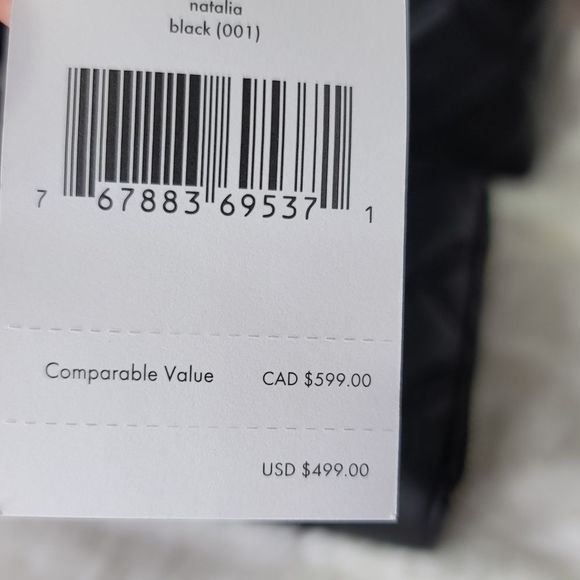 natalia
black (001)
7 67883 69537 1
Comparable Value CAD $599.00
USD $499.00